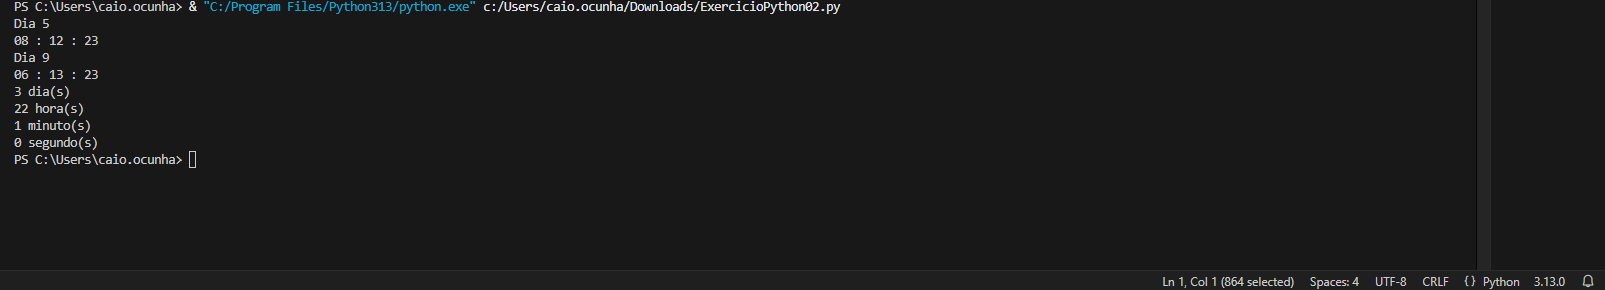 PS C:\Users\caio.ocunha> & "C:/Program Files/Python313/python.exe" c:/Users/caio.ocunha/Downloads/ExercicioPython02.py
Dia 5
08 : 12 : 23
Dia 9
06 : 13 : 23
3 dia(s)
22 hora(s)
1 minuto(s)
0 segundo(s)
PS C:\Users\caio.ocunha>
Ln 1, Col 1 (864 selected) Spaces: 4 UTF-8 CRLF {} Python 3.13.0